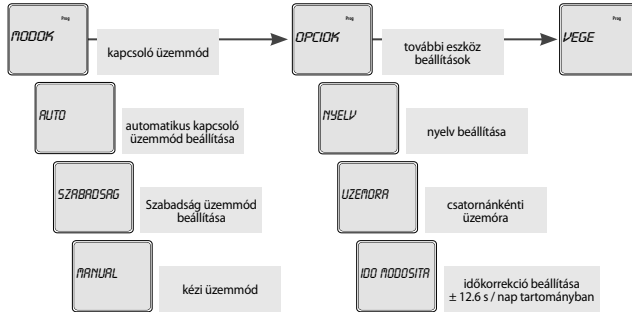 Prog
MODOK
kapcsoló üzemmód
Prog
OPCIOK
további eszköz
beállítások
Prog
VEGE
AUTO
automatikus kapcsoló
üzemmód beállítása
NYELV
nyelv beállítása
SZABADSAG
Szabadság üzemmód
beállítása
UZEMORA
csatornánkénti
üzemóra
MANUAL
kézi üzemmód
IDO MODOSITA
időkorrekció beállítása
± 12.6 s / nap tartományban